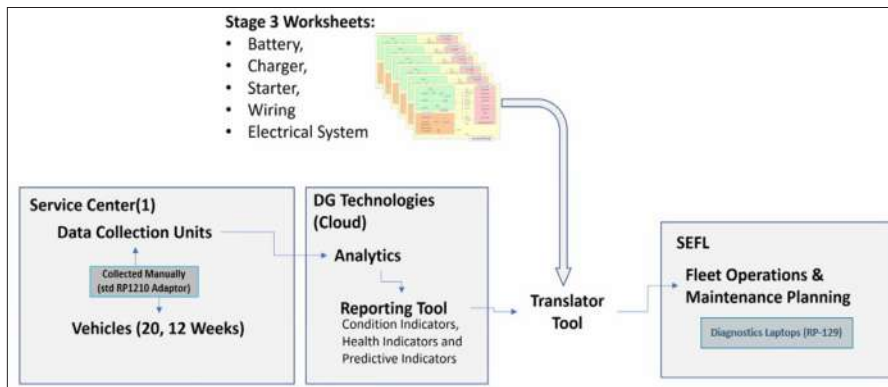 Stage 3 Worksheets:
• Battery,
• Charger,
• Starter,
• Wiring
• Electrical System
Service Center(1)
Data Collection Units
Collected Manually
(std RP1210 Adaptor)
Vehicles (20, 12 Weeks)
DG Technologies
(Cloud)
Analytics
Reporting Tool
Condition Indicators,
Health Indicators and
Predictive Indicators
Translator
Tool
SEFL
Fleet Operations &
Maintenance Planning
Diagnostics Laptops (RP-129)